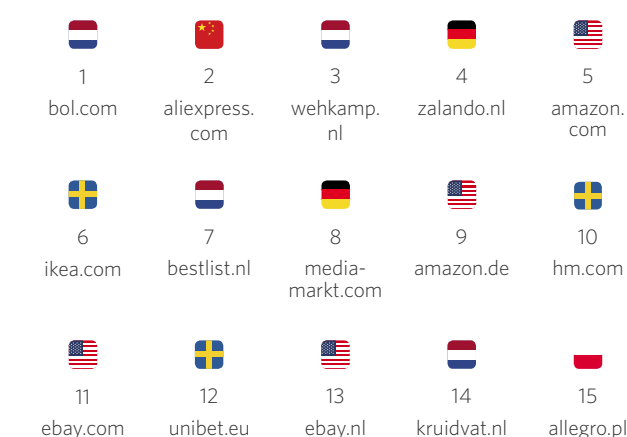 1 2 3 4 5
bol.com aliexpress. wehkamp. zalando.nl amazon.
com nl com
6 7 8 9 10
ikea.com bestlist.nl media- amazon.de hm.com
markt.com
11 12 13 14 15
ebay.com unibet.eu ebay.nl kruidvat.nl allegro.pl